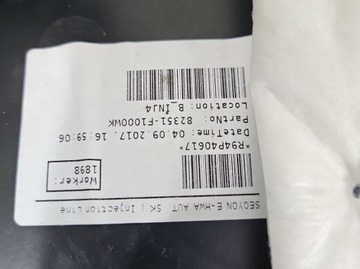 SEOYON E-HWA AUT SK | Injection Line
Worker:
1898
*R94P40617*
DateTime: 04.09.2017. 16:59:06
PartNo: 82351-F1000WK
Location: B_INJ4